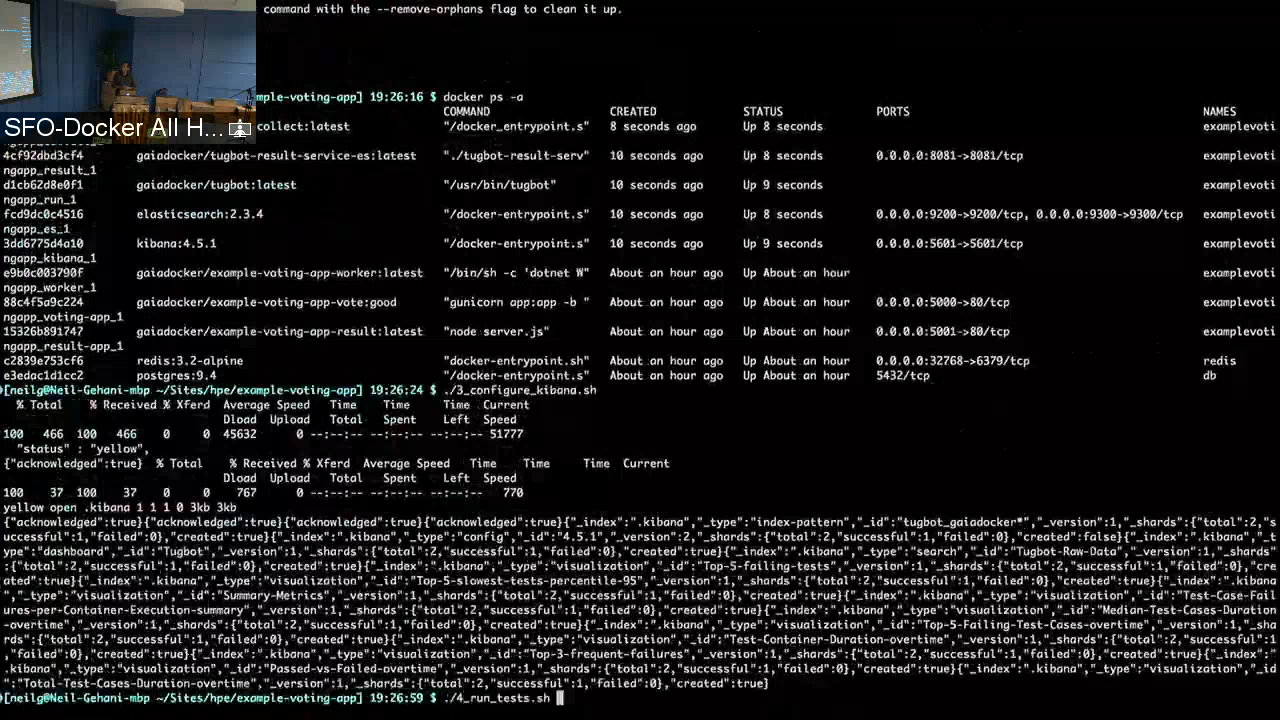 command with the --remove-orphans flag to clean it up.
mple-voting-app] 19:26:16 $ docker ps -a
COMMAND CREATED STATUS PORTS NAMES
SFO-Docker All H...
collect:latest "/docker_entrypoint.s" 8 seconds ago Up 8 seconds examplevoti
4cf92dbd3cf4 gaiadocker/tugbot-result-service-es:latest "./tugbot-result-serv" 10 seconds ago Up 8 seconds 0.0.0.0:8081->8081/tcp examplevoti
ngapp_result_1
d1cb62d8e0f1 gaiadocker/tugbot:latest "/usr/bin/tugbot" 10 seconds ago Up 9 seconds examplevoti
ngapp_run_1
fcd9dc0c4516 elasticsearch:2.3.4 "/docker-entrypoint.s" 10 seconds ago Up 8 seconds 0.0.0.0:9200->9200/tcp, 0.0.0.0:9300->9300/tcp examplevoti
ngapp_es_1
3dd6775d4a10 kibana:4.5.1 "/docker-entrypoint.s" 10 seconds ago Up 9 seconds 0.0.0.0:5601->5601/tcp examplevoti
ngapp_kibana_1
e9b0c003790f gaiadocker/example-voting-app-worker:latest "/bin/sh -c 'dotnet W" About an hour ago Up About an hour examplevoti
ngapp_worker_1
88c4f5a9c224 gaiadocker/example-voting-app-vote:good "gunicorn app:app -b " About an hour ago Up About an hour 0.0.0.0:5000->80/tcp examplevoti
ngapp_voting-app_1
15326b891747 gaiadocker/example-voting-app-result:latest "node server.js" About an hour ago Up About an hour 0.0.0.0:5001->80/tcp examplevoti
ngapp_result-app_1
c2839e753cf6 redis:3.2-alpine "docker-entrypoint.sh" About an hour ago Up About an hour 0.0.0.0:32768->6379/tcp redis
e3edac1d1cc2 postgres:9.4 "/docker-entrypoint.s" About an hour ago Up About an hour 5432/tcp db
[neilg@Neil-Gehani-mbp ~/Sites/hpe/example-voting-app] 19:26:24 $ ./3_configure_kibana.sh
% Total % Received % Xferd Average Speed Time Time Time Current
Dload Upload Total Spent Left Speed
100 466 100 466 0 0 45632 0 --:--:-- --:--:-- --:--:-- 51777
"status" : "yellow",
{"acknowledged":true} % Total % Received % Xferd Average Speed Time Time Time Current
Dload Upload Total Spent Left Speed
100 37 100 37 0 0 767 0 --:--:-- --:--:-- --:--:-- 770
yellow open .kibana 1 1 1 0 3kb 3kb
{"acknowledged":true}{"acknowledged":true}{"acknowledged":true}{"acknowledged":true}{"_index":".kibana","_type":"index-pattern","_id":"tugbot_gaiadocker*","_version":1,"_shards":{"total":2,"s
uccessful":1,"failed":0},"created":true}{"_index":".kibana","_type":"config","_id":"4.5.1","_version":2,"_shards":{"total":2,"successful":1,"failed":0},"created":false}{"_index":".kibana","_t
ype":"dashboard","_id":"Tugbot","_version":1,"_shards":{"total":2,"successful":1,"failed":0},"created":true}{"_index":".kibana","_type":"search","_id":"Tugbot-Raw-Data","_version":1,"_shards"
:{"total":2,"successful":1,"failed":0},"created":true}{"_index":".kibana","_type":"visualization","_id":"Top-5-failing-tests","_version":1,"_shards":{"total":2,"successful":1,"failed":0},"cre
ated":true}{"_index":".kibana","_type":"visualization","_id":"Top-5-slowest-tests-percentile-95","_version":1,"_shards":{"total":2,"successful":1,"failed":0},"created":true}{"_index":".kibana
","_type":"visualization","_id":"Summary-Metrics","_version":1,"_shards":{"total":2,"successful":1,"failed":0},"created":true}{"_index":".kibana","_type":"visualization","_id":"Test-Case-Fail
ures-per-Container-Execution-summary","_version":1,"_shards":{"total":2,"successful":1,"failed":0},"created":true}{"_index":".kibana","_type":"visualization","_id":"Median-Test-Cases-Duration
-overtime","_version":1,"_shards":{"total":2,"successful":1,"failed":0},"created":true}{"_index":".kibana","_type":"visualization","_id":"Top-5-Failing-Test-Cases-overtime","_version":1,"_sha
rds":{"total":2,"successful":1,"failed":0},"created":true}{"_index":".kibana","_type":"visualization","_id":"Test-Container-Duration-overtime","_version":1,"_shards":{"total":2,"successful":1
,"failed":0},"created":true}{"_index":".kibana","_type":"visualization","_id":"Top-3-frequent-failures","_version":1,"_shards":{"total":2,"successful":1,"failed":0},"created":true}{"_index":"
.kibana","_type":"visualization","_id":"Passed-vs-Failed-overtime","_version":1,"_shards":{"total":2,"successful":1,"failed":0},"created":true}{"_index":".kibana","_type":"visualization","_id
":"Total-Test-Cases-Duration-overtime","_version":1,"_shards":{"total":2,"successful":1,"failed":0},"created":true}
[neilg@Neil-Gehani-mbp ~/Sites/hpe/example-voting-app] 19:26:59 $ ./4_run_tests.sh